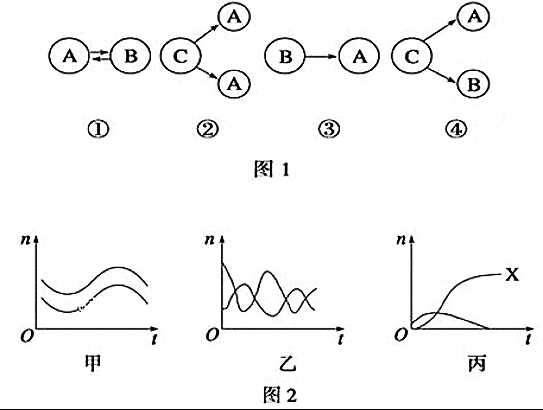 A B C A A B A C A B
① ② ③ ④
图1
n n n X
O t O t O t
甲 乙 丙
图2